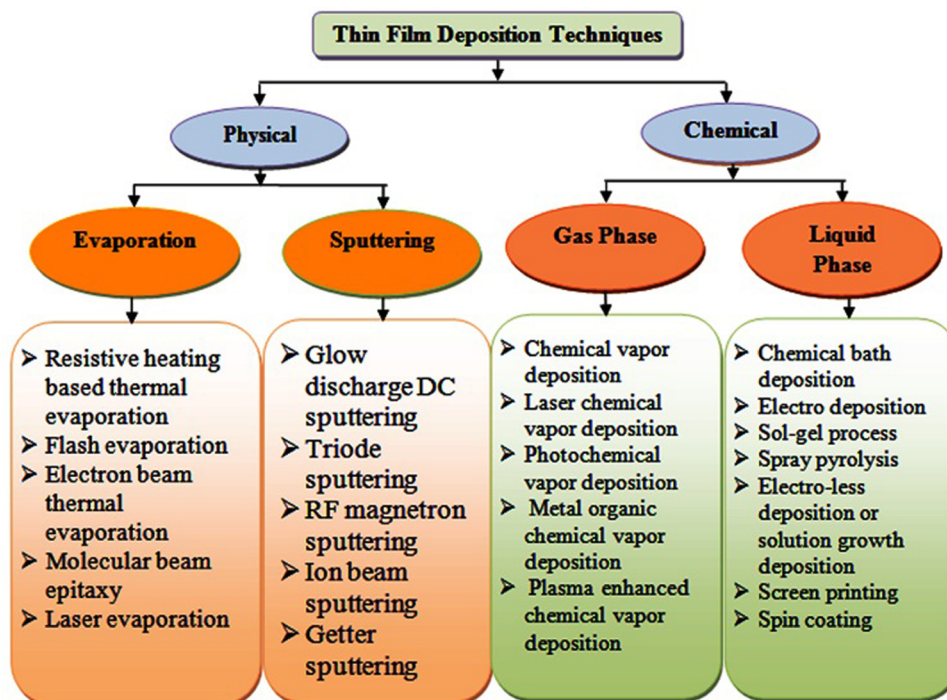 Thin Film Deposition Techniques
Physical
Chemical
Evaporation
Sputtering
Gas Phase
Liquid
Phase
➢ Resistive heating
based thermal
evaporation
➢ Flash evaporation
➢ Electron beam
thermal
evaporation
➢ Molecular beam
epitaxy
➢ Laser evaporation
➢ Glow
discharge DC
sputtering
➢ Triode
sputtering
➢ RF magnetron
sputtering
➢ Ion beam
sputtering
➢ Getter
sputtering
➢ Chemical vapor
deposition
➢ Laser chemical
vapor deposition
➢ Photochemical
vapor deposition
➢ Metal organic
chemical vapor
deposition
➢ Plasma enhanced
chemical vapor
deposition
➢ Chemical bath
deposition
➢ Electro deposition
➢ Sol-gel process
➢ Spray pyrolysis
➢ Electro-less
deposition or
solution growth
deposition
➢ Screen printing
➢ Spin coating